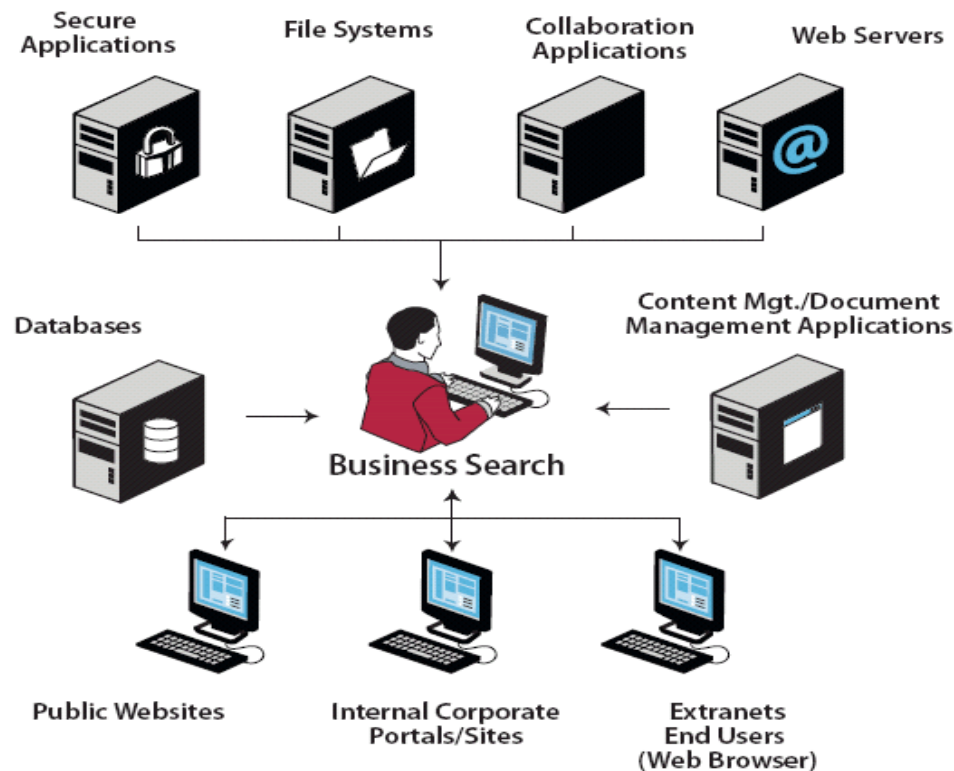 Secure
Applications
File Systems
Collaboration
Applications
Web Servers
@
Databases
Content Mgt./Document
Management Applications
Business Search
Public Websites
Internal Corporate
Portals/Sites
Extranets
End Users
(Web Browser)